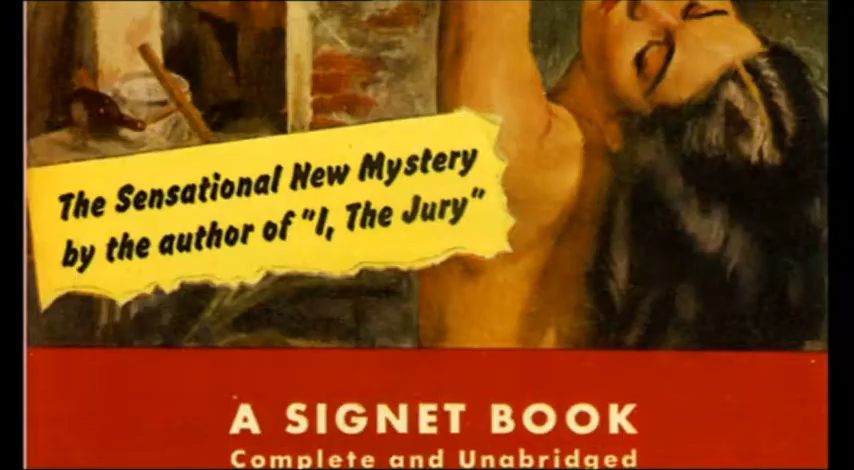 The Sensational New Mystery
by the author of "I, The Jury"
A SIGNET BOOK
Complete and Unabridged